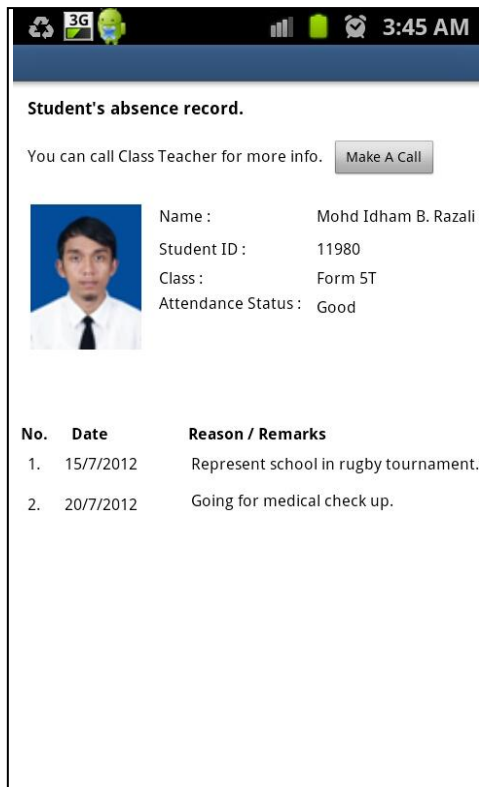 3G 3:45 AM
Student's absence record.
You can call Class Teacher for more info. Make A Call
Name : Mohd Idham B. Razali
Student ID : 11980
Class : Form 5T
Attendance Status : Good
No. Date Reason / Remarks
1. 15/7/2012 Represent school in rugby tournament.
2. 20/7/2012 Going for medical check up.